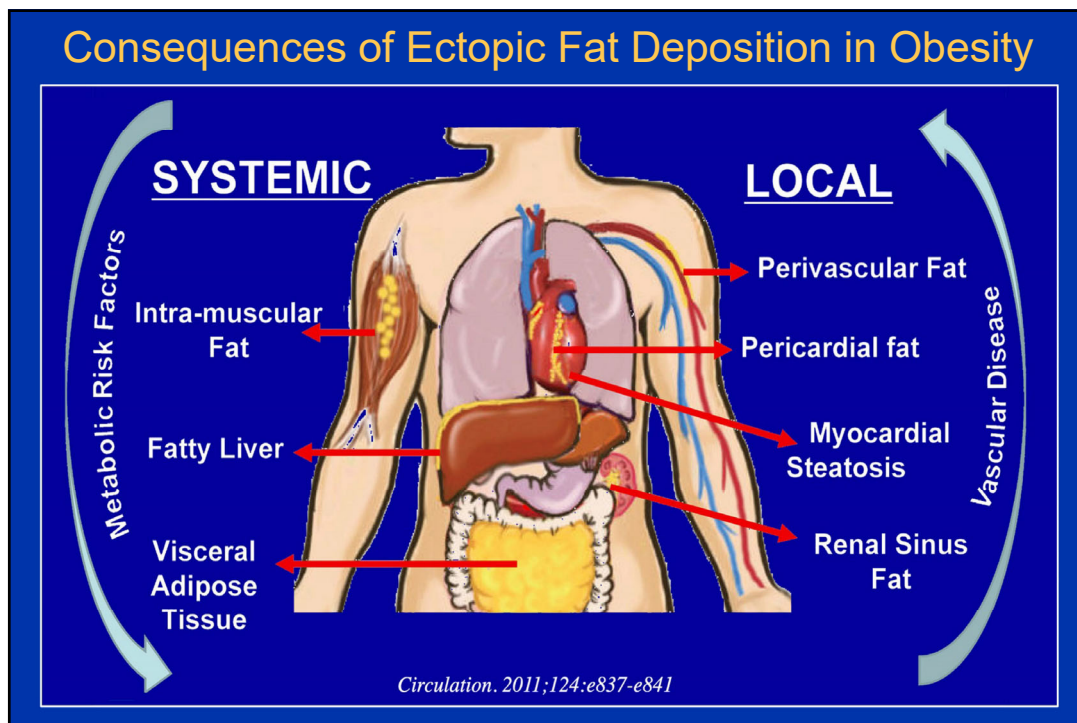 Consequences of Ectopic Fat Deposition in Obesity
SYSTEMIC
LOCAL
Metabolic Risk Factors
Intra-muscular
Fat
Fatty Liver
Visceral
Adipose
Tissue
Perivascular Fat
Pericardial fat
Myocardial
Steatosis
Renal Sinus
Fat
Vascular Disease
Circulation. 2011;124:e837-e841